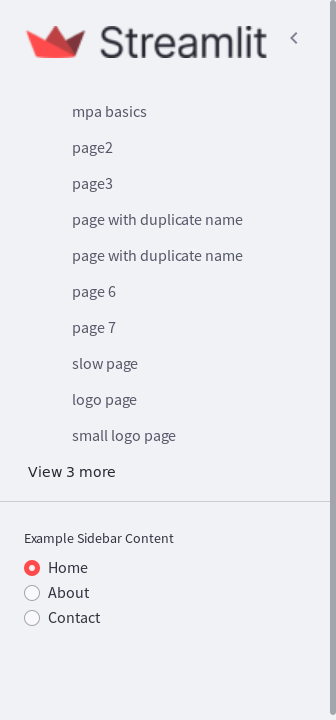 Streamlit
mpa basics
page2
page3
page with duplicate name
page with duplicate name
page 6
page 7
slow page
logo page
small logo page
View 3 more
Example Sidebar Content
Home
About
Contact